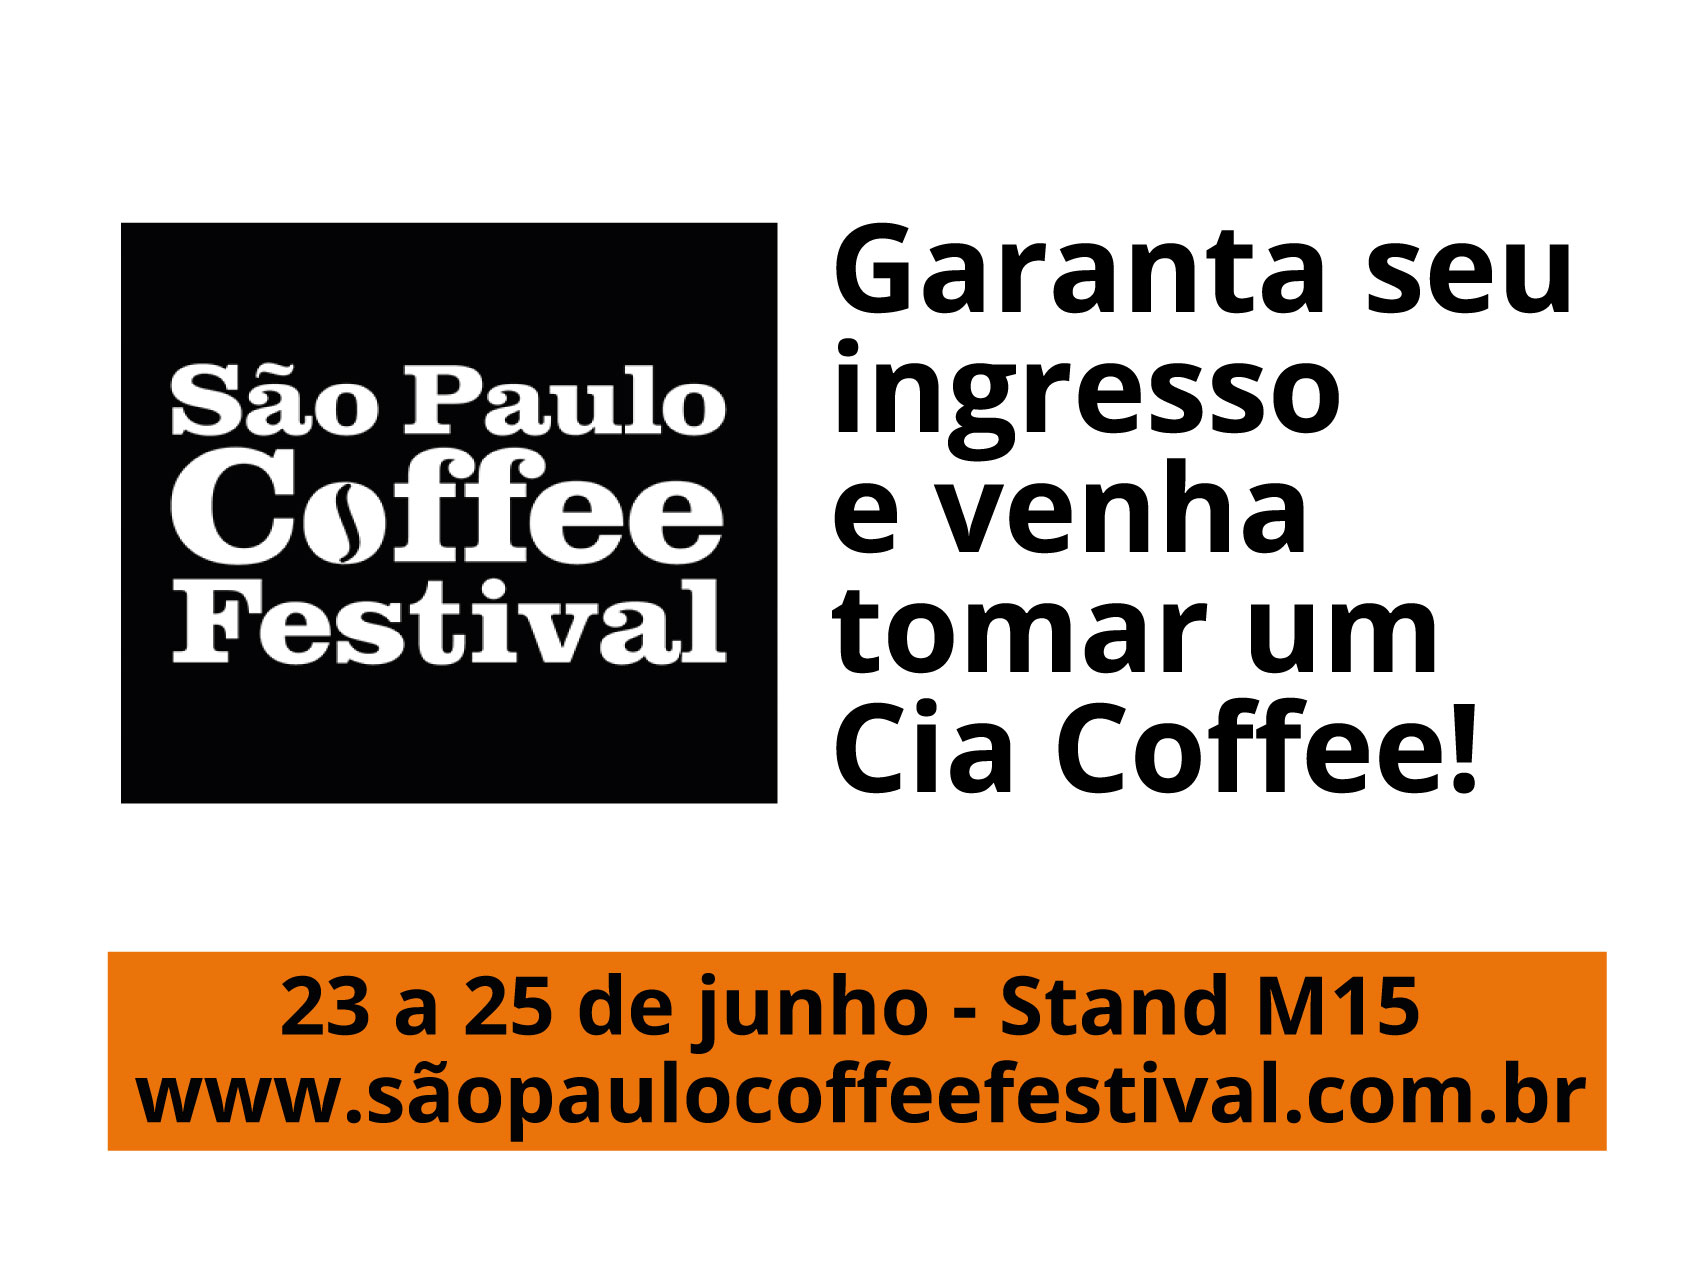 São Paulo
Coffee
Festival
Garanta seu
ingresso
e venha
tomar um
Cia Coffee!
23 a 25 de junho - Stand M15
www.sãopaulocoffeefestival.com.br